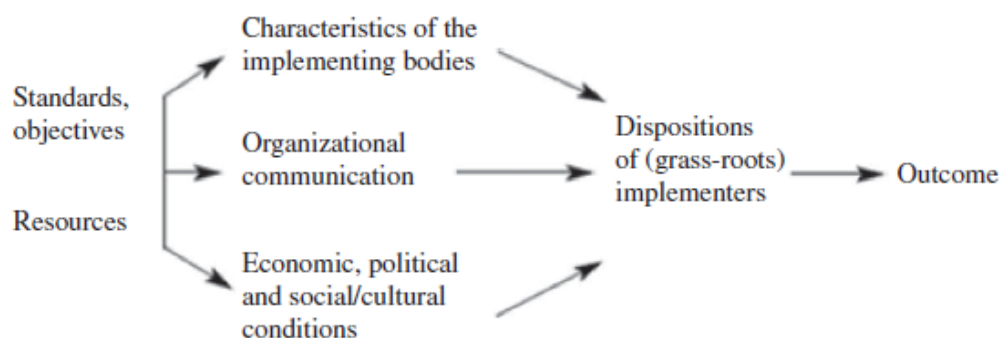 Standards,
objectives
Resources
Characteristics of the
implementing bodies
Organizational
communication
Economic, political
and social/cultural
conditions
Dispositions
of (grass-roots)
implementers
Outcome